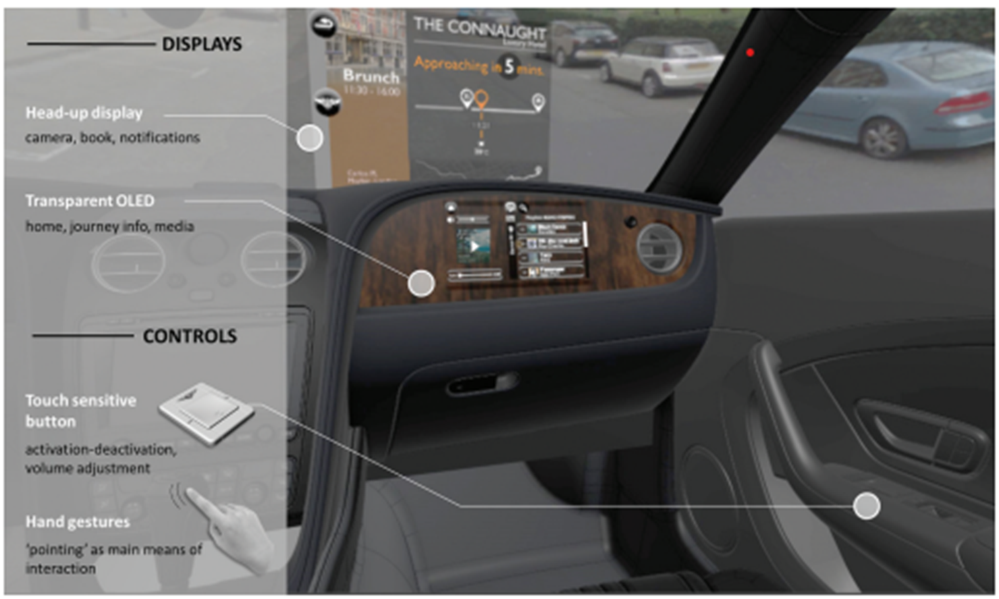 DISPLAYS
Head-up display
camera, book, notifications
Transparent OLED
home, journey info, media
CONTROLS
Touch sensitive
button
activation-deactivation,
volume adjustment
Hand gestures
'pointing' as main means of
interaction
Brunch
11:30 - 16:00
THE CONNAUGHT
Luxury Hotel
Approaching in 5 mins.